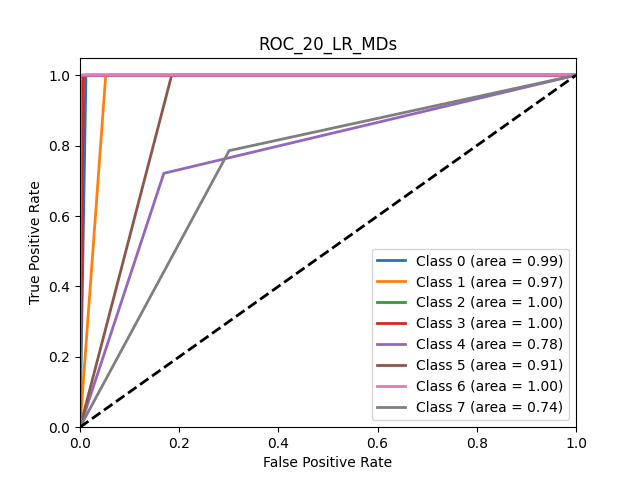 ROC_20_LR_MDs
True Positive Rate
1.0
0.8
0.6
0.4
0.2
0.0
Class 0 (area = 0.99)
Class 1 (area = 0.97)
Class 2 (area = 1.00)
Class 3 (area = 1.00)
Class 4 (area = 0.78)
Class 5 (area = 0.91)
Class 6 (area = 1.00)
Class 7 (area = 0.74)
0.0 0.2 0.4 0.6 0.8 1.0
False Positive Rate